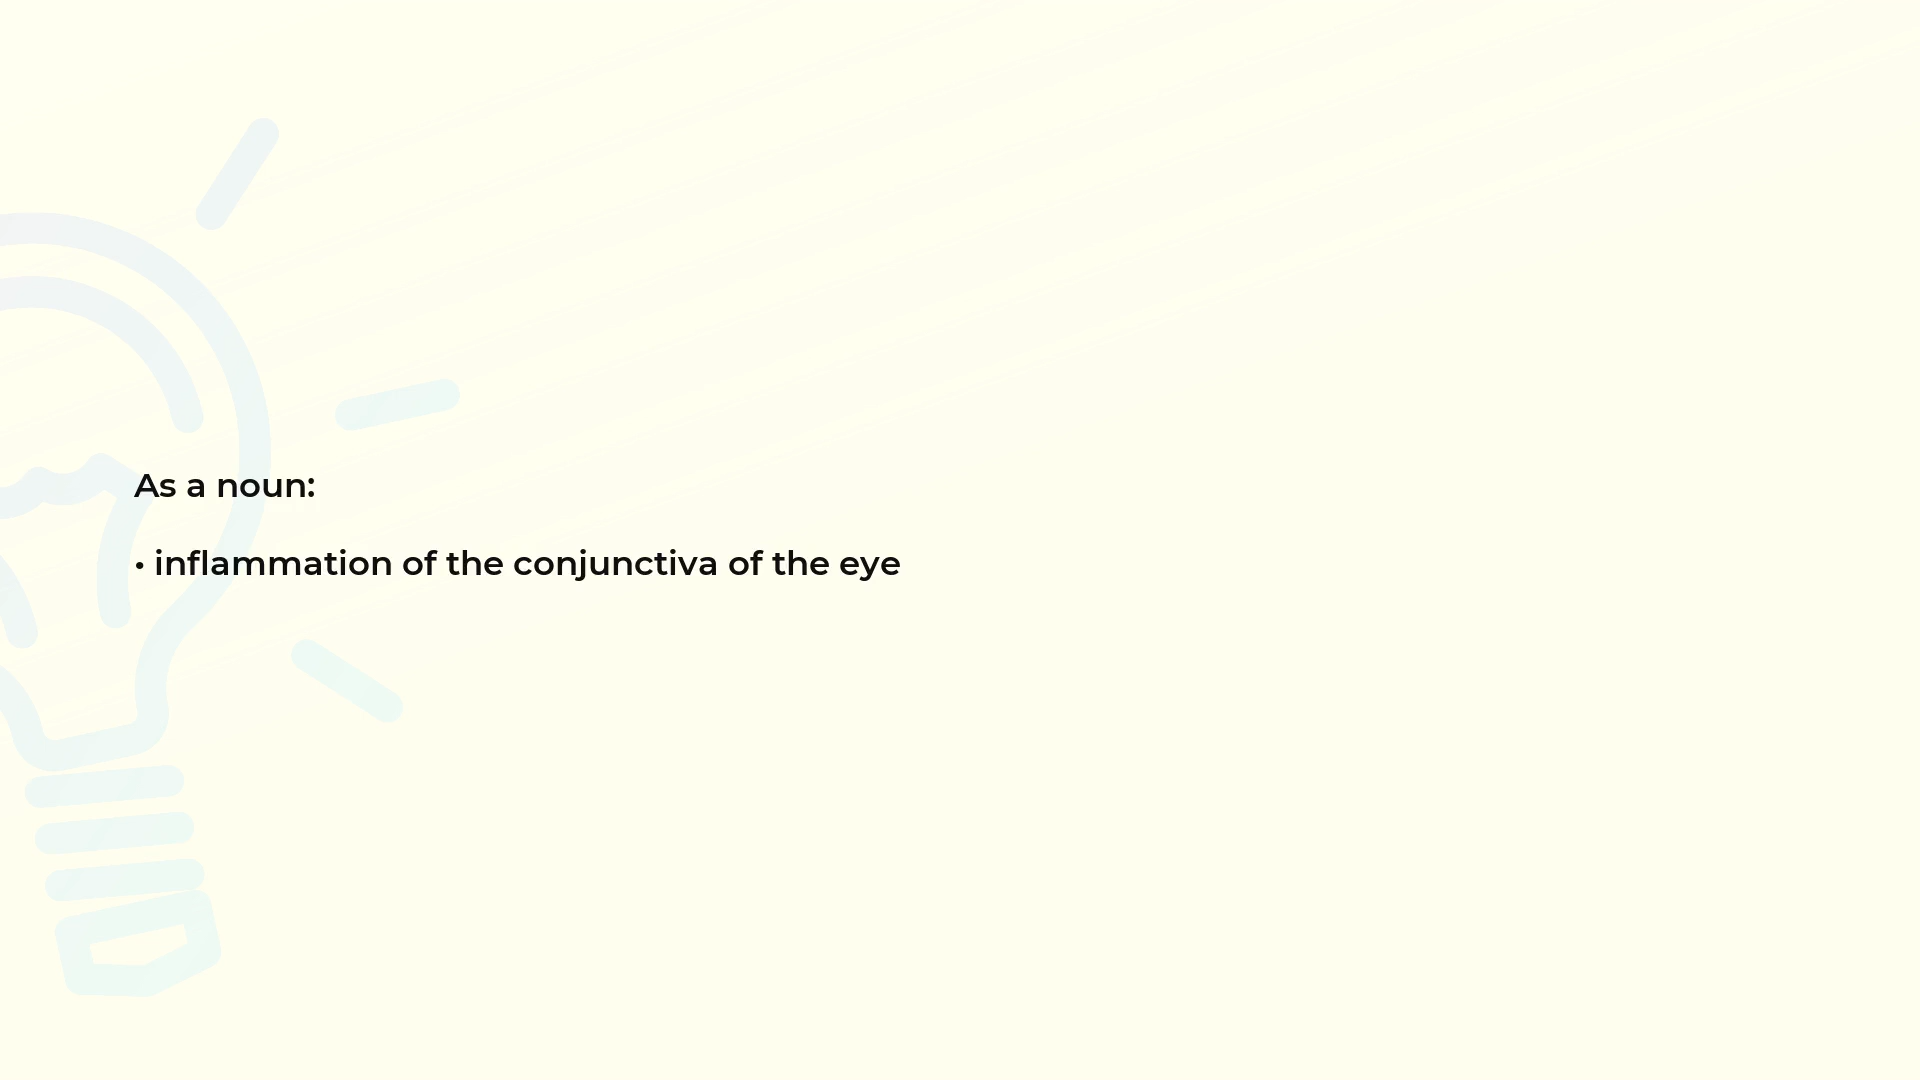 As a noun:
• inflammation of the conjunctiva of the eye